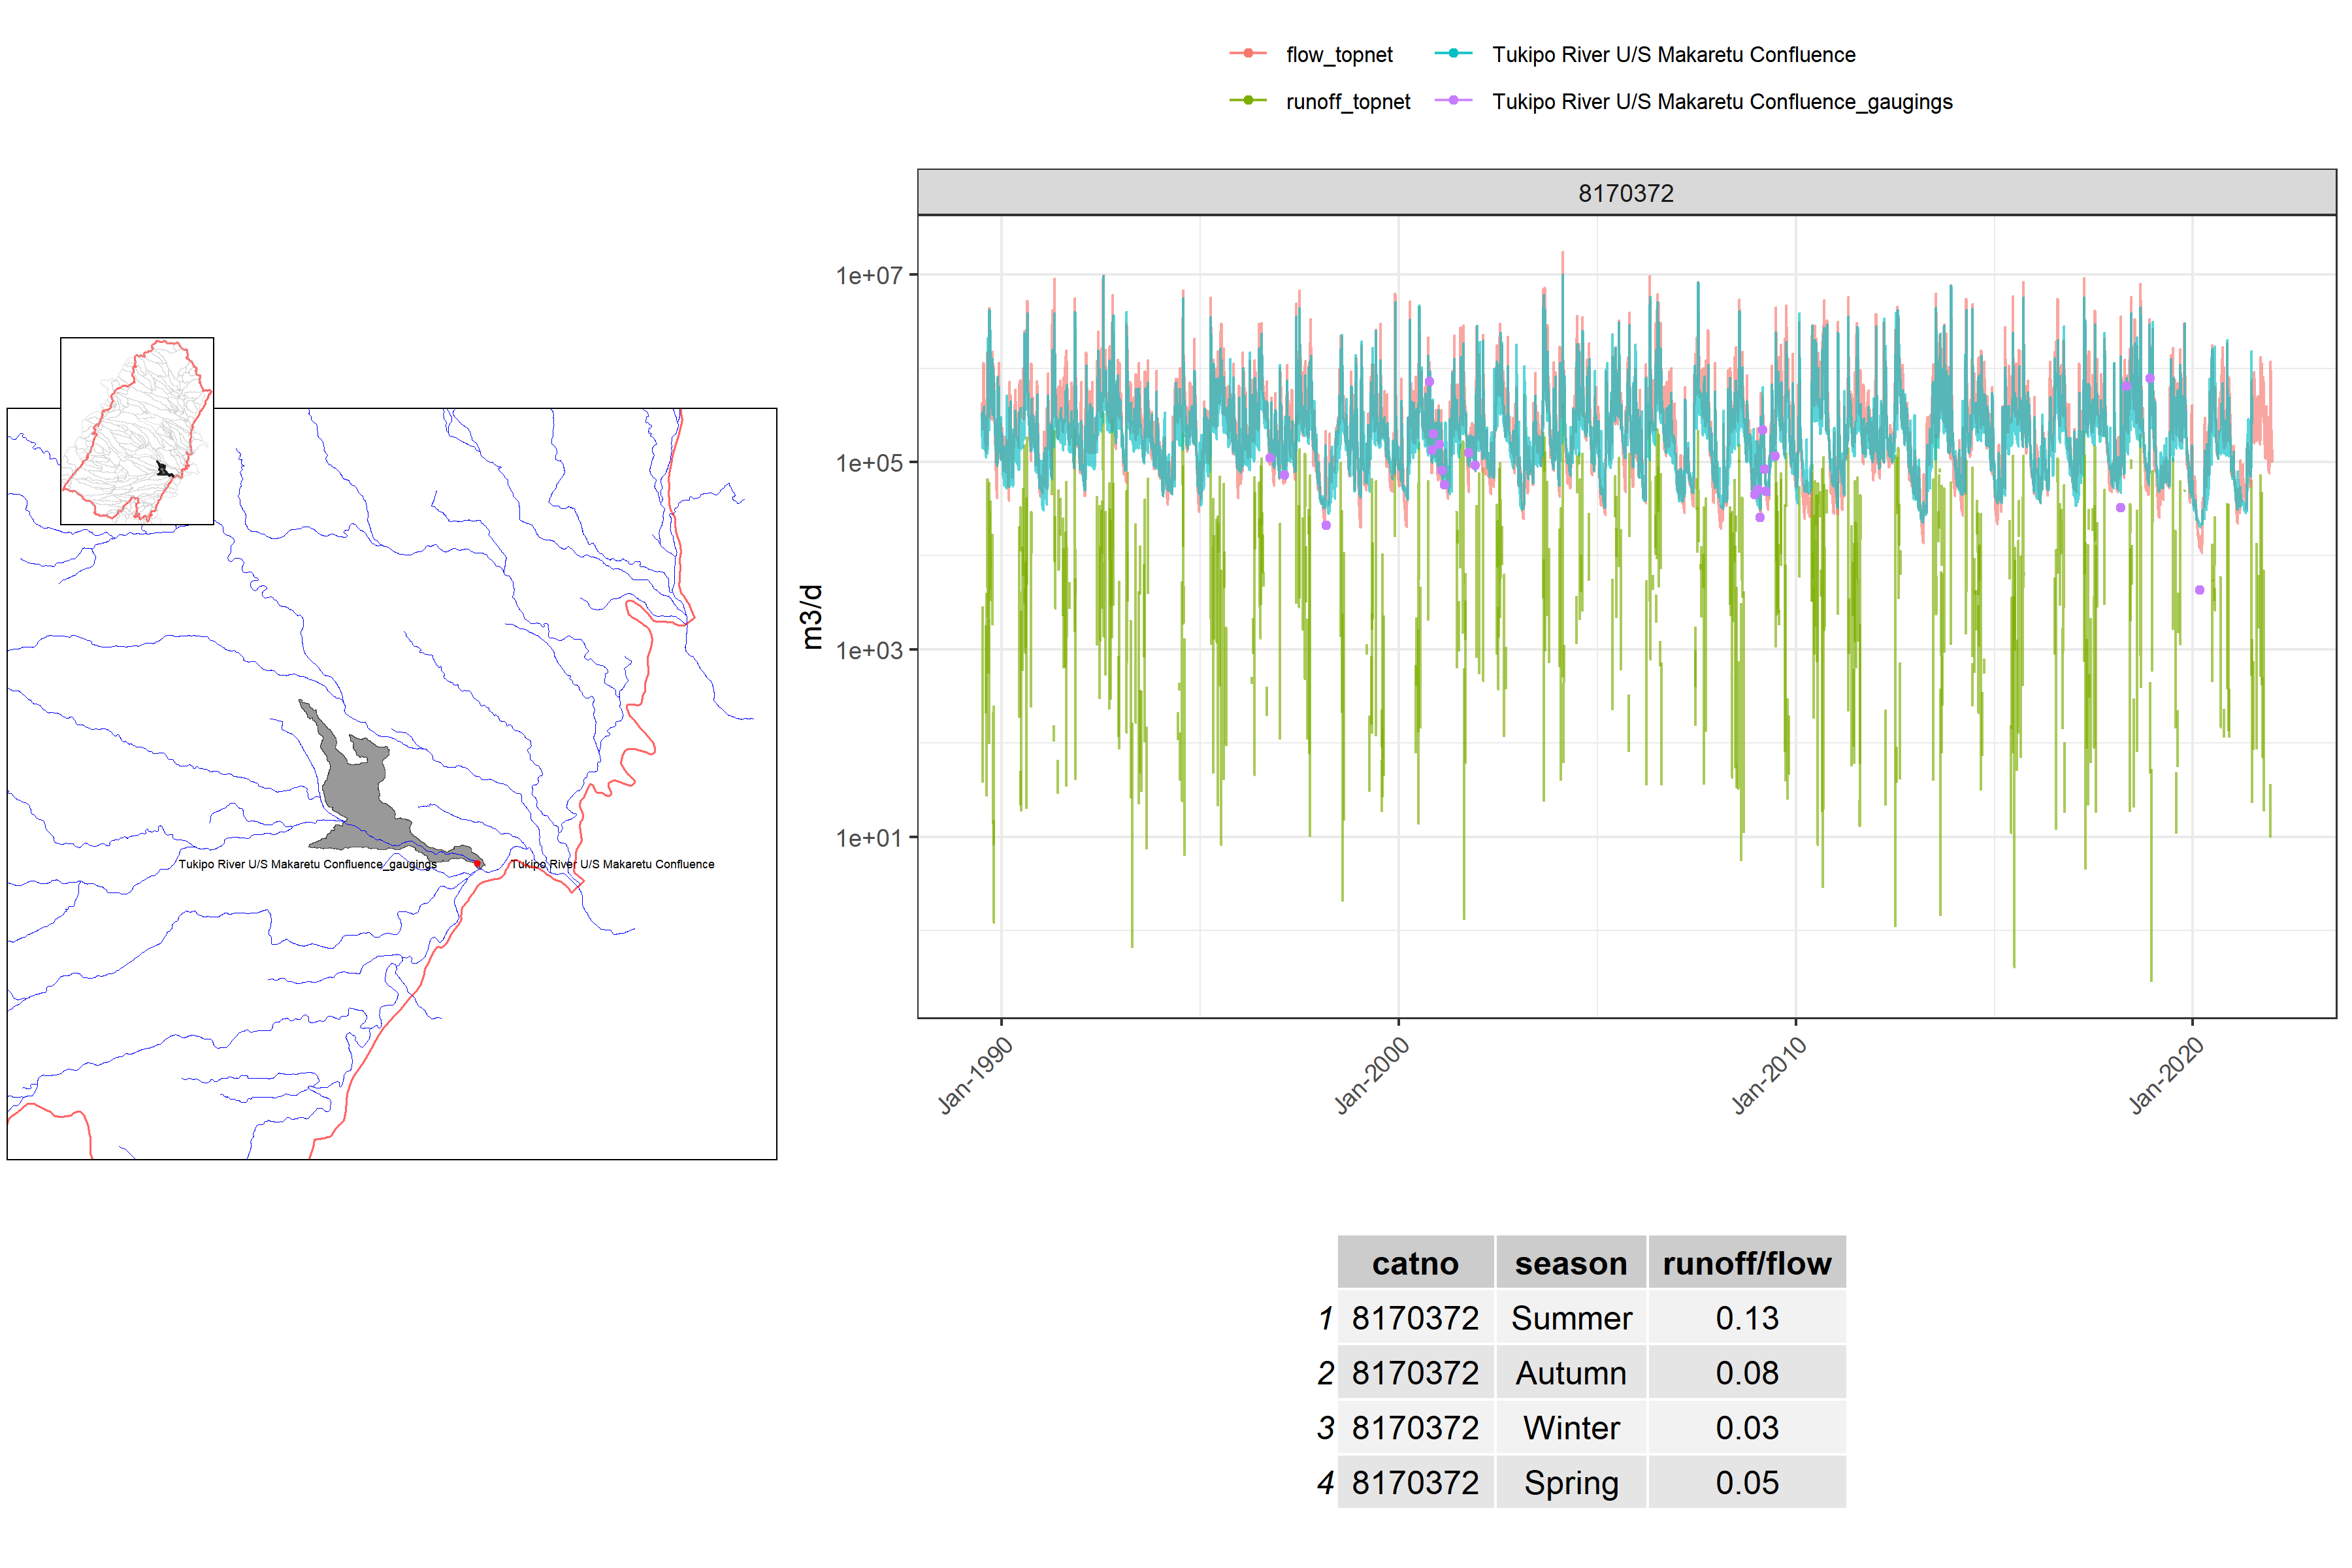 flow_topnet Tukipo River U/S Makaretu Confluence
runoff_topnet Tukipo River U/S Makaretu Confluence_gaugings
8170372
1e+07
1e+05
1e+03
1e+01
m3/d
Jan-1990 Jan-2000 Jan-2010 Jan-2020
Tukipo River U/S Makaretu Confluence_gaugings Tukipo River U/S Makaretu Confluence
catno season runoff/flow
1 8170372 Summer 0.13
2 8170372 Autumn 0.08
3 8170372 Winter 0.03
4 8170372 Spring 0.05